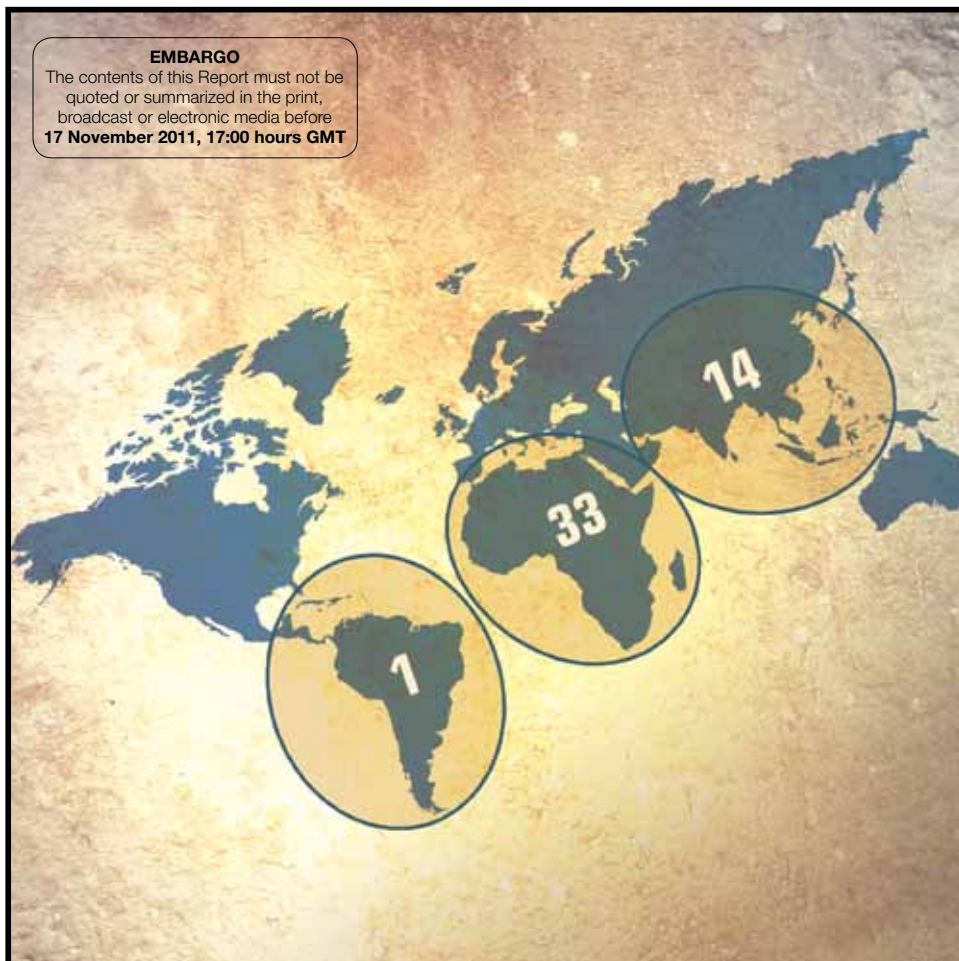 EMBARGO
The contents of this Report must not be
quoted or summarized in the print,
broadcast or electronic media before
17 November 2011, 17:00 hours GMT
14
33
1